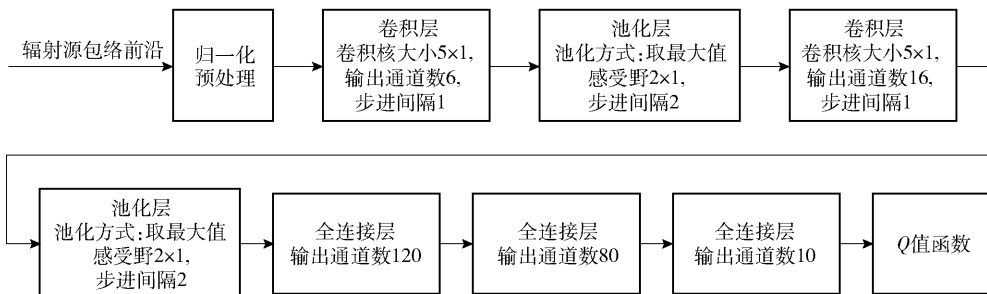 辐射源包络前沿
归一化
预处理
卷积层
卷积核大小5×1,
输出通道数6,
步进间隔1
池化层
池化方式:取最大值
感受野2×1,
步进间隔2
卷积层
卷积核大小5×1,
输出通道数16,
步进间隔1
池化层
池化方式:取最大值
感受野2×1,
步进间隔2
全连接层
输出通道数120
全连接层
输出通道数80
全连接层
输出通道数10
Q值函数